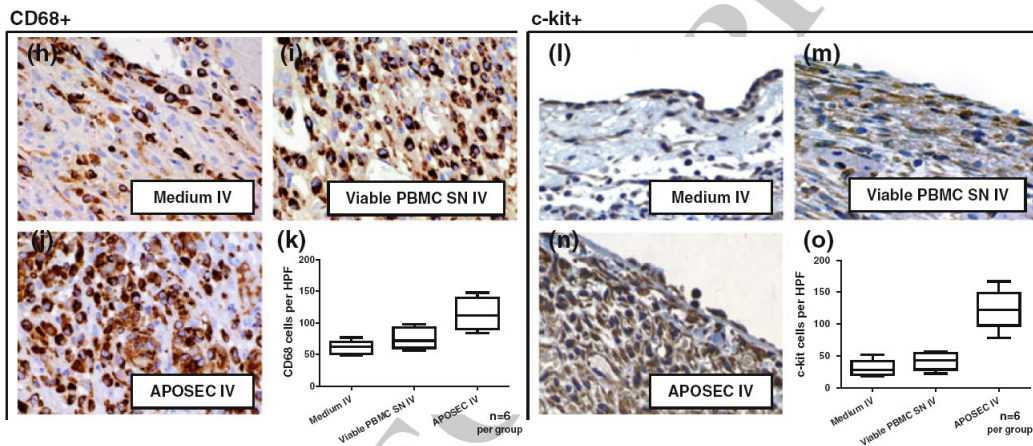 CD68+
(h)
Medium IV
(i)
Viable PBMC SN IV
(j)
APOSEC IV
(k)
CD68 cells per HPF
200
150
100
50
0
Medium IV
Viable PBMC SN IV
APOSEC IV
n=6
per group
c-kit+
(l)
Medium IV
(m)
Viable PBMC SN IV
(n)
APOSEC IV
(o)
c-kit cells per HPF
200
150
100
50
0
Medium IV
Viable PBMC SN IV
APOSEC IV
n=6
per group